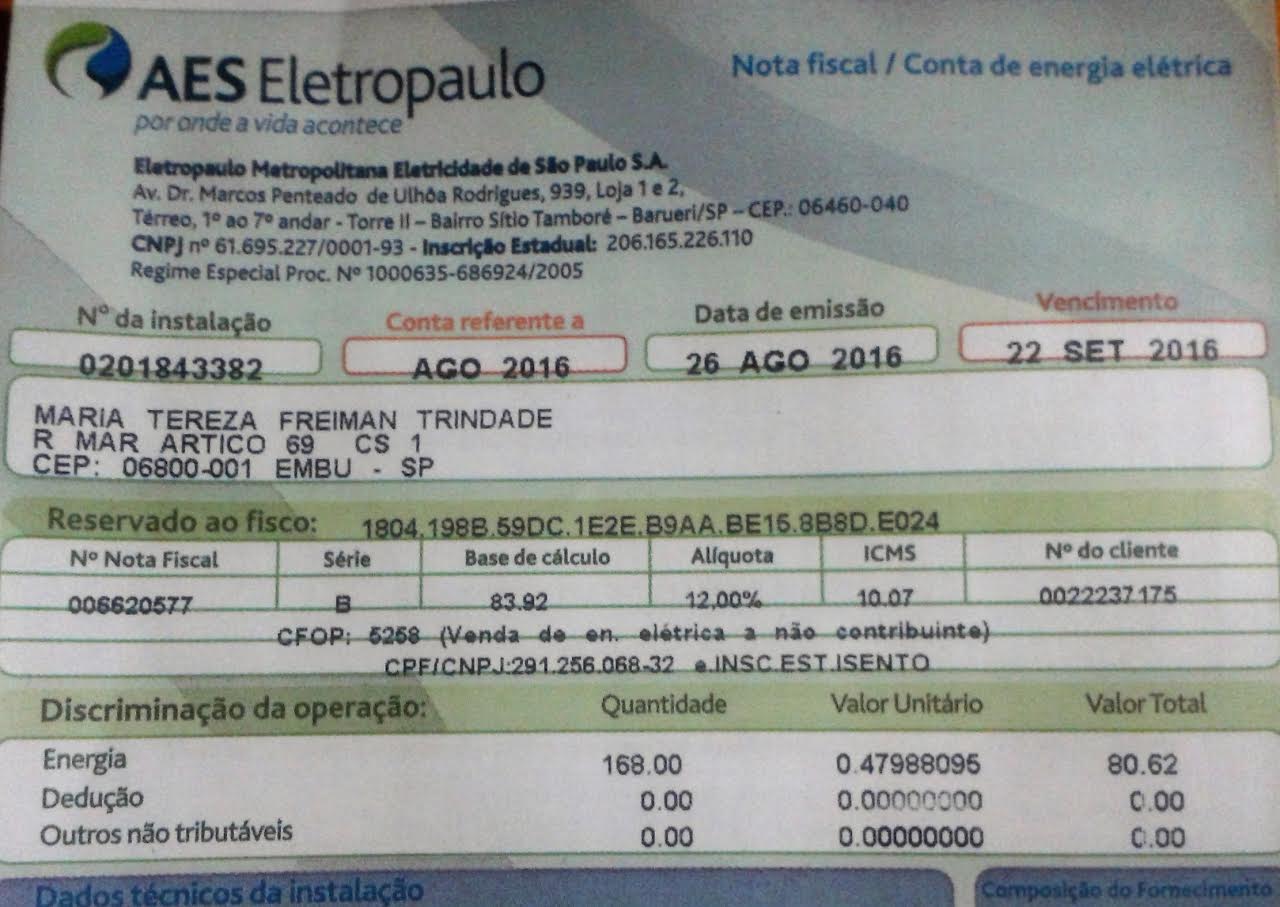 AES Eletropaulo
por onde a vida acontece
Nota fiscal / Conta de energia elétrica
Eletropaulo Metropolitana Eletricidade de São Paulo S.A.
Av. Dr. Marcos Penteado de Ulhôa Rodrigues, 939, Loja 1 e 2,
Térreo, 1º ao 7º andar - Torre II – Bairro Sítio Tamboré – Barueri/SP – CEP.: 06460-040
CNPJ nº 61.695.227/0001-93 - Inscrição Estadual: 206.165.226.110
Regime Especial Proc. Nº 1000635-686924/2005
Nº da instalação Conta referente a Data de emissão Vencimento
0201843382 AGO 2016 26 AGO 2016 22 SET 2016
MARIA TEREZA FREIMAN TRINDADE
R MAR ARTICO 69 CS 1
CEP: 06800-001 EMBU - SP
Reservado ao fisco: 1804.198B.59DC.1E2E.B9AA.BE15.8B8D.E024
Nº Nota Fiscal Série Base de cálculo Alíquota ICMS Nº do cliente
006620577 B 83.92 12,00% 10.07 0022237175
CFOP: 5258 (Venda de en. elétrica a não contribuinte)
CPF/CNPJ:291.256.068-32 e.INSC.EST.ISENTO
Discriminação da operação: Quantidade Valor Unitário Valor Total
Energia 168.00 0.47988095 80.62
Dedução 0.00 0.00000000 0.00
Outros não tributáveis 0.00 0.00000000 0.00
Dados técnicos da instalação Composição do Fornecimento